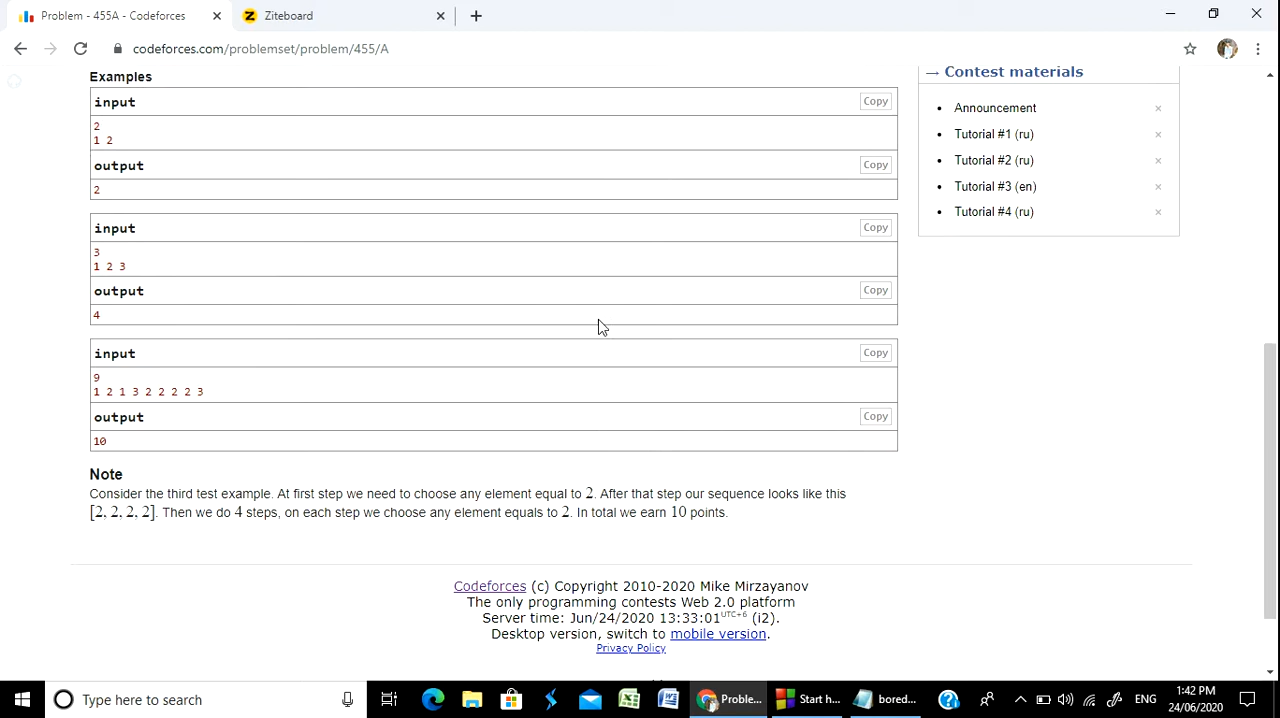 Problem - 455A - Codeforces
Ziteboard
codeforces.com/problemset/problem/455/A
Examples
input
Copy
2
1 2
output
Copy
2
input
Copy
3
1 2 3
output
Copy
4
input
Copy
9
1 2 1 3 2 2 2 2 3
output
Copy
10
Note
Consider the third test example. At first step we need to choose any element equal to 2. After that step our sequence looks like this
[2, 2, 2, 2]. Then we do 4 steps, on each step we choose any element equals to 2. In total we earn 10 points.
→ Contest materials
Announcement
Tutorial #1 (ru)
Tutorial #2 (ru)
Tutorial #3 (en)
Tutorial #4 (ru)
Codeforces (c) Copyright 2010-2020 Mike Mirzayanov
The only programming contests Web 2.0 platform
Server time: Jun/24/2020 13:33:01UTC+6 (i2).
Desktop version, switch to mobile version.
Privacy Policy
Type here to search
Proble...
Start h...
bored...
ENG
1:42 PM
24/06/2020